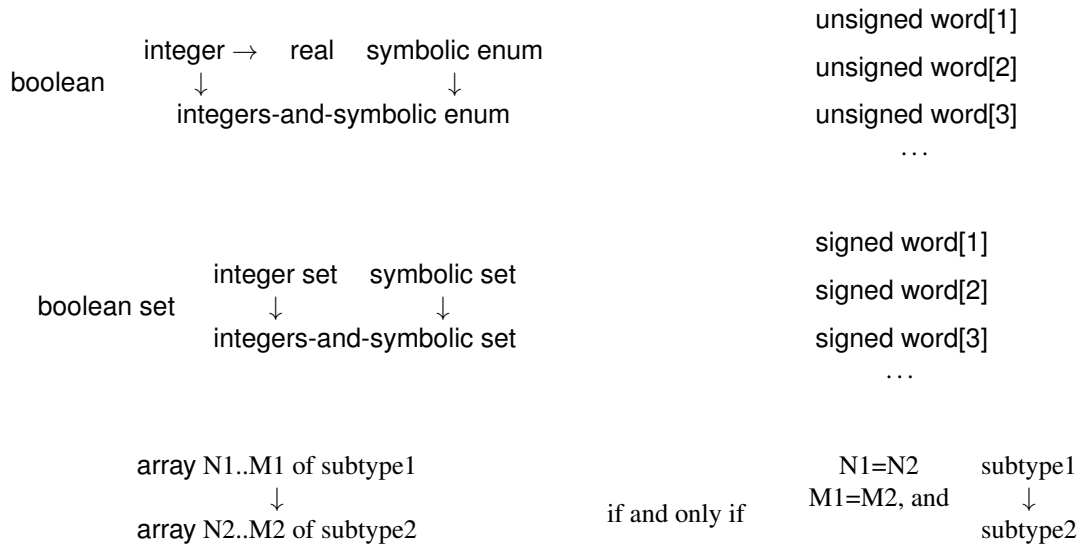 unsigned word[1]
integer → real symbolic enum
boolean ↓ ↓ unsigned word[2]
integers-and-symbolic enum unsigned word[3]
...
signed word[1]
integer set symbolic set
boolean set ↓ ↓ signed word[2]
integers-and-symbolic set signed word[3]
...
array N1..M1 of subtype1 N1=N2 subtype1
↓ if and only if M1=M2, and ↓
array N2..M2 of subtype2 subtype2